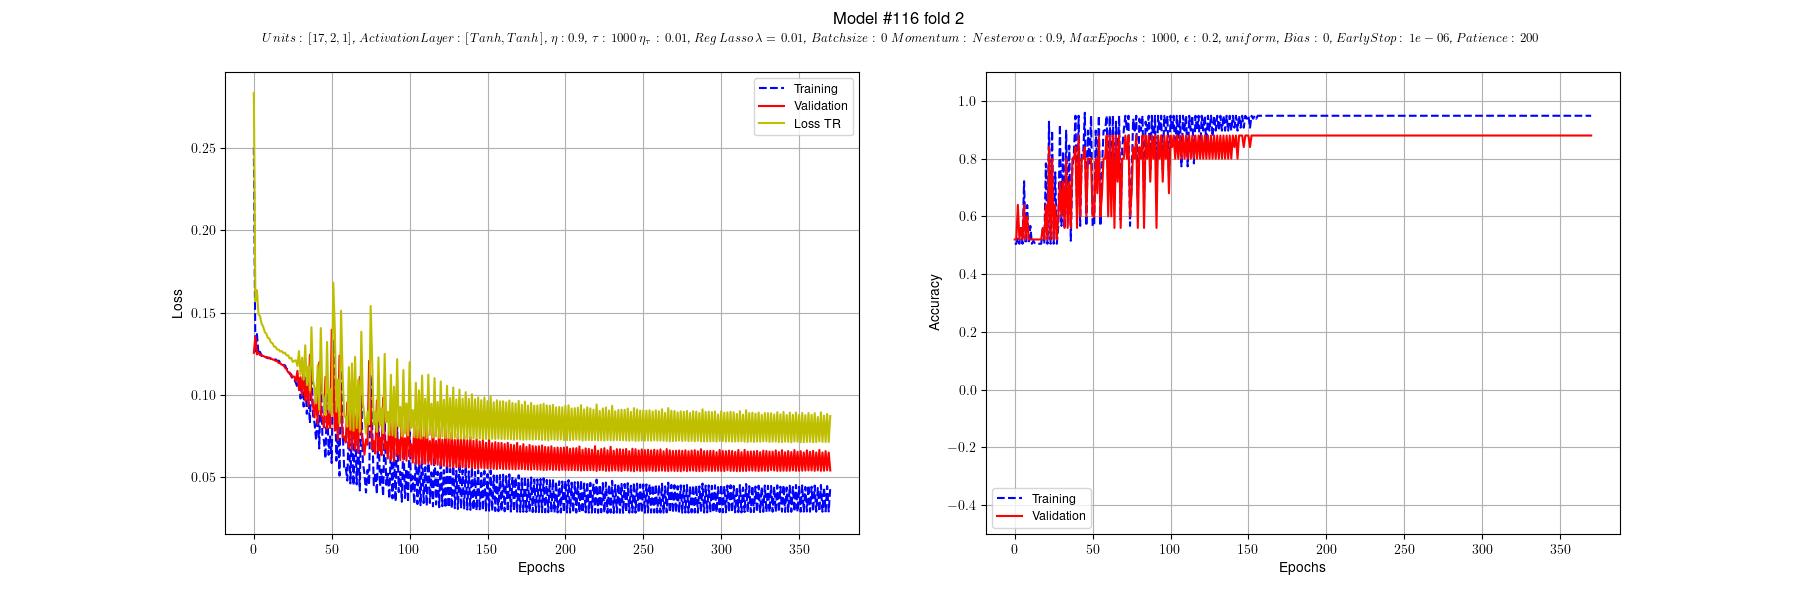 Model #116 fold 2
Units : [17, 2, 1], ActivationLayer : [Tanh, Tanh], η : 0.9, τ : 1000 η_τ : 0.01, Reg Lasso λ = 0.01, Batchsize : 0 Momentum : Nesterov α : 0.9, MaxEpochs : 1000, ϵ : 0.2, uniform, Bias : 0, EarlyStop : 1e − 06, Patience : 200
Training
Validation
Loss TR
0.25
0.20
0.15
0.10
0.05
Loss
0 50 100 150 200 250 300 350
Epochs
1.0
0.8
0.6
0.4
0.2
0.0
−0.2
−0.4
Accuracy
Training
Validation
0 50 100 150 200 250 300 350
Epochs